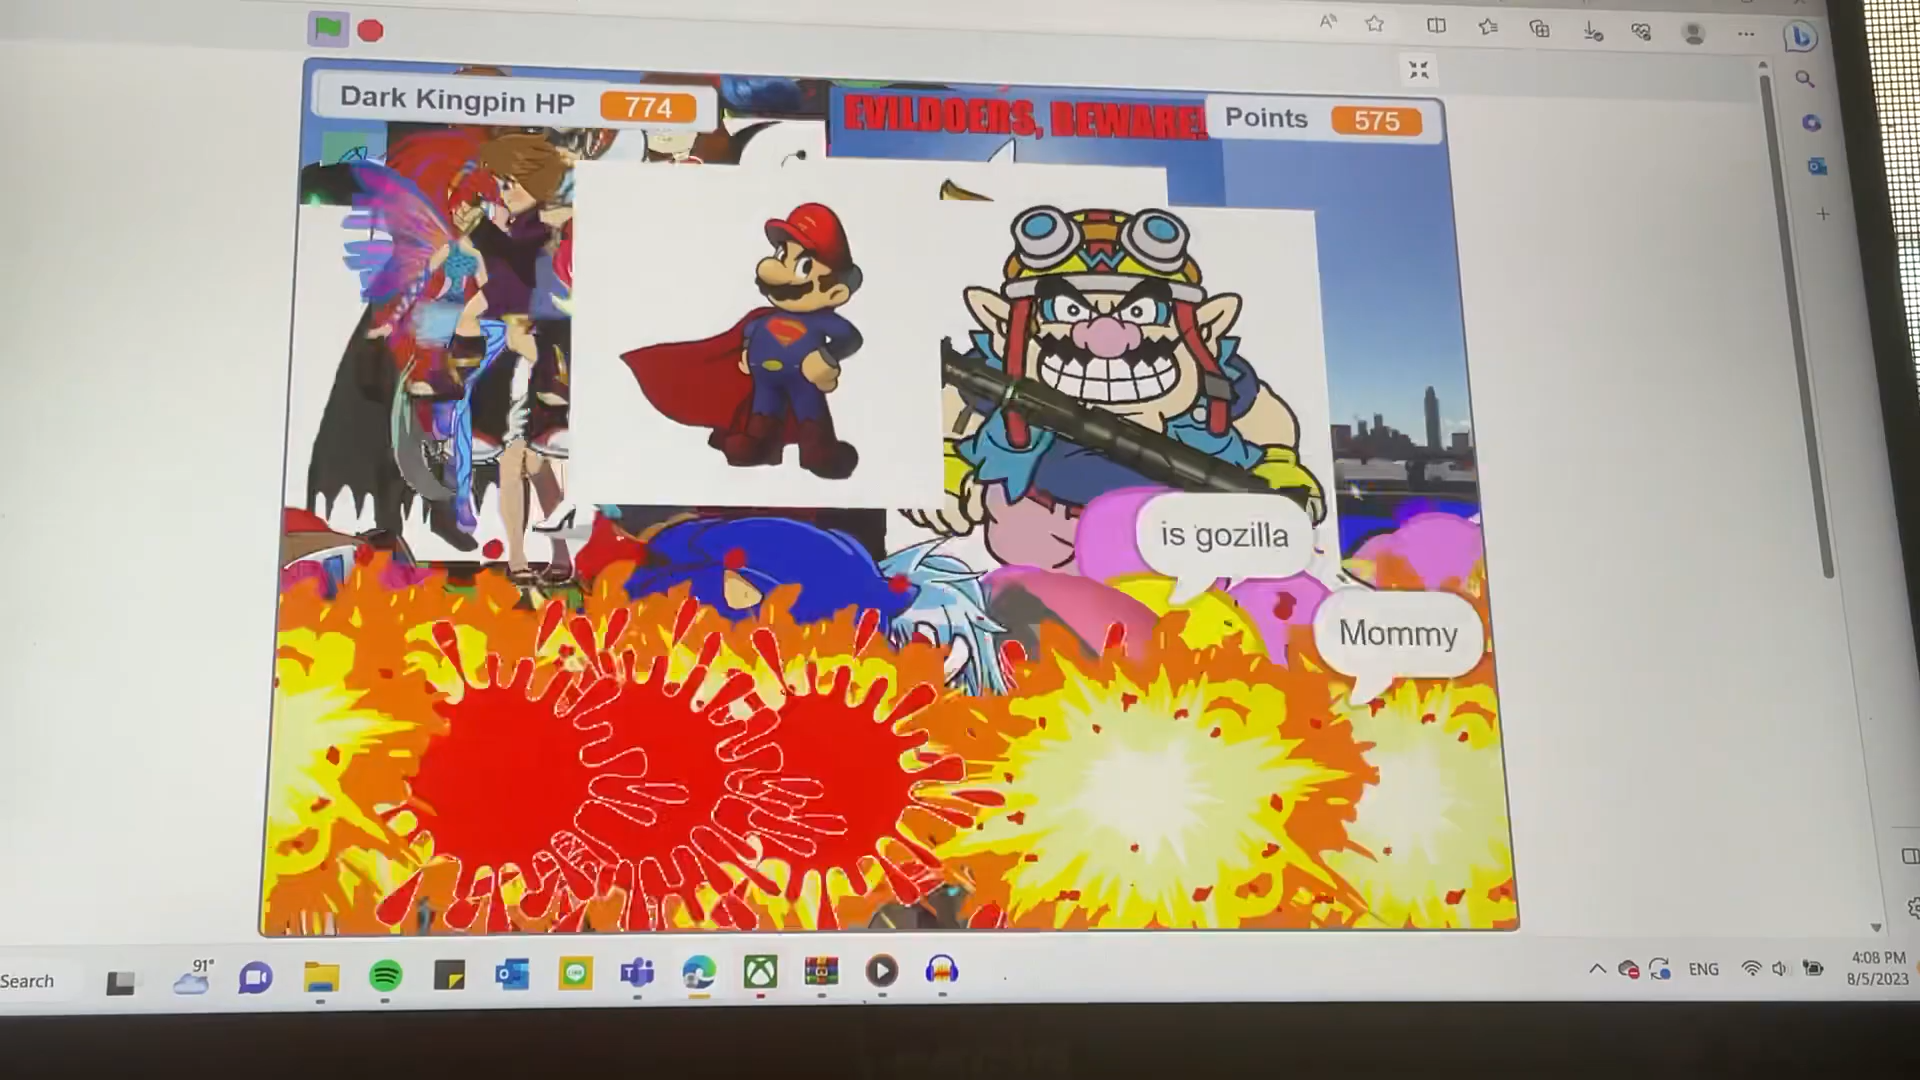 Dark Kingpin HP 774
EVILDOERS, BEWARE!
Points 575
W
is gozilla
Mommy
Search
91°
LINE
ENG
4:08 PM
8/5/2023